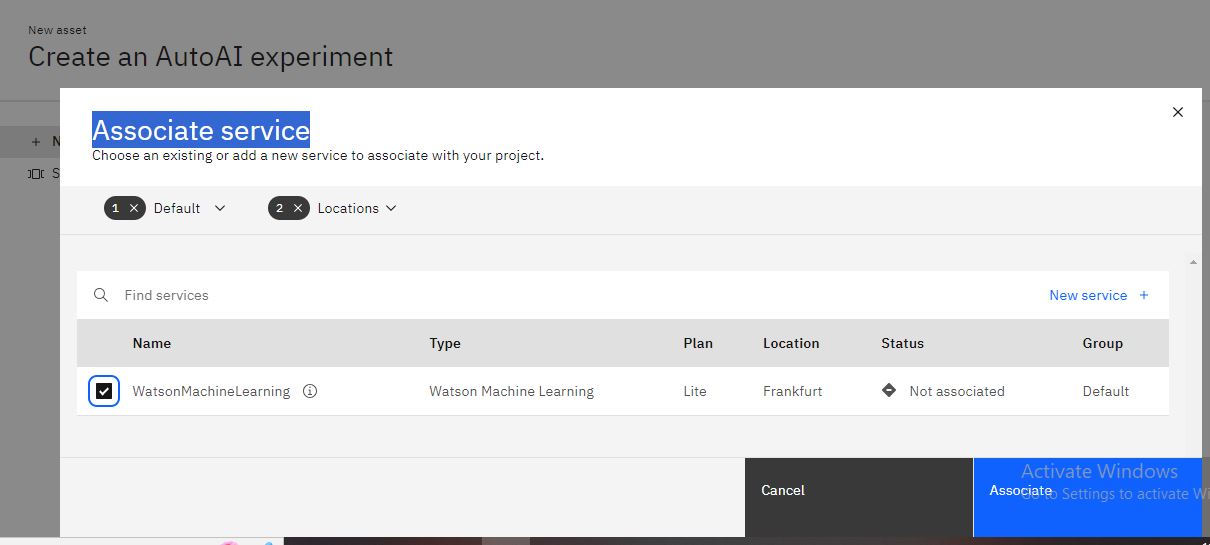 New asset
Create an AutoAI experiment
Associate service
Choose an existing or add a new service to associate with your project.
1 Default
2 Locations
Find services
New service +
Name Type Plan Location Status Group
WatsonMachineLearning Watson Machine Learning Lite Frankfurt Not associated Default
Cancel
Associate
Activate Windows
to Settings to activate